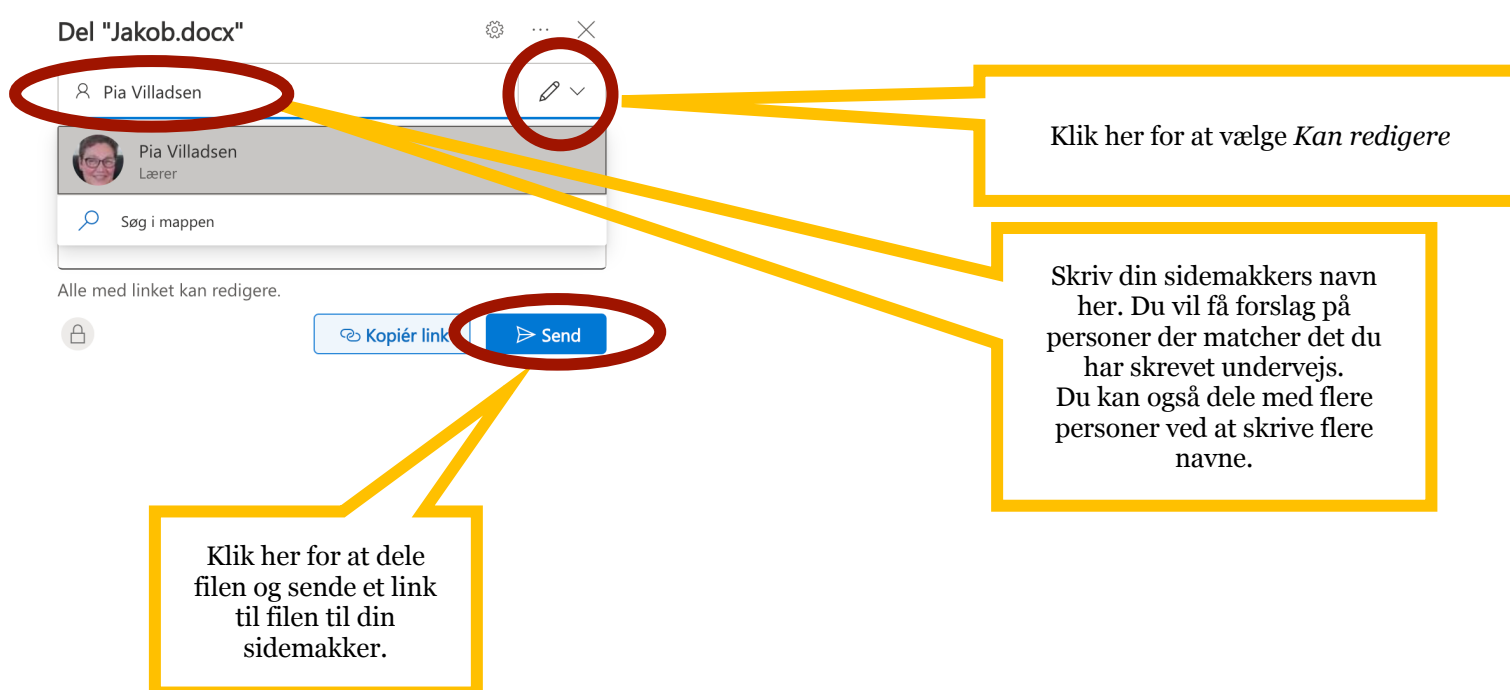 Del "Jakob.docx"
Pia Villadsen
Pia Villadsen
Lærer
Søg i mappen
Alle med linket kan redigere.
Kopiér link
Send
Klik her for at vælge Kan redigere
Skriv din sidemakkers navn
her. Du vil få forslag på
personer der matcher det du
har skrevet undervejs.
Du kan også dele med flere
personer ved at skrive flere
navne.
Klik her for at dele
filen og sende et link
til filen til din
sidemakker.